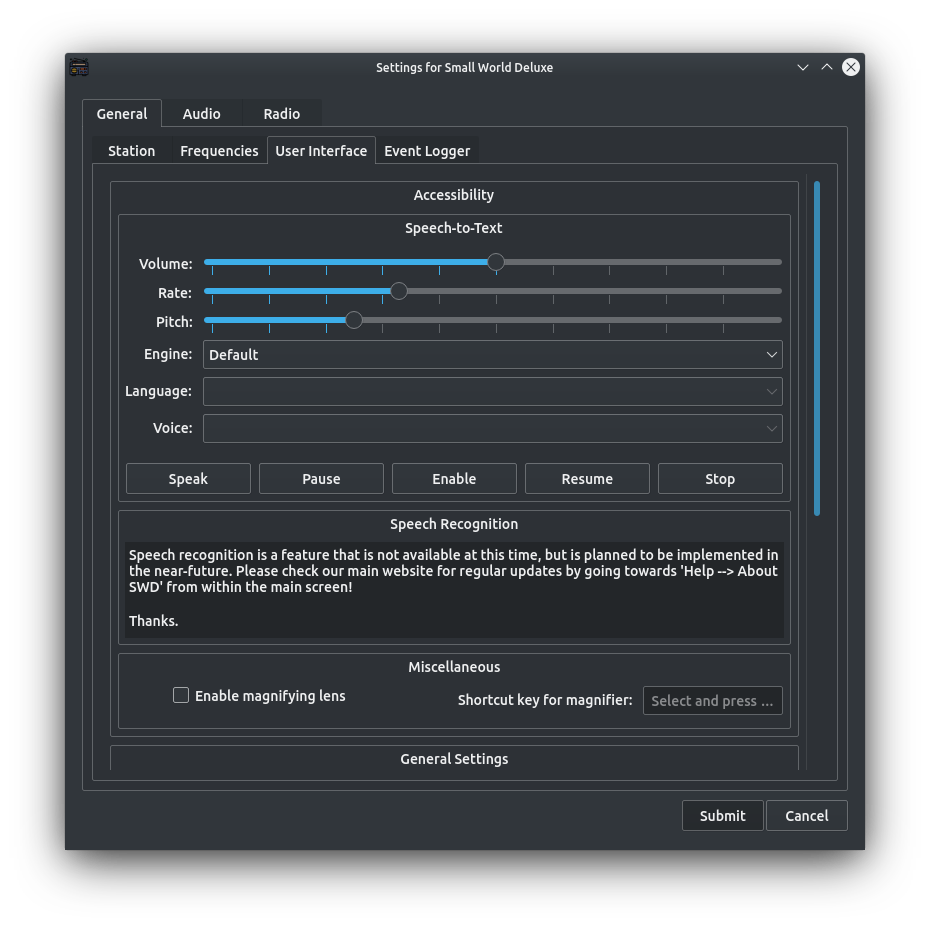 Settings for Small World Deluxe
General Audio Radio
Station Frequencies User Interface Event Logger
Accessibility
Speech-to-Text
Volume:
Rate:
Pitch:
Engine: Default
Language:
Voice:
Speak Pause Enable Resume Stop
Speech Recognition
Speech recognition is a feature that is not available at this time, but is planned to be implemented in
the near-future. Please check our main website for regular updates by going towards 'Help --> About
SWD' from within the main screen!
Thanks.
Miscellaneous
Enable magnifying lens Shortcut key for magnifier: Select and press ...
General Settings
Submit Cancel